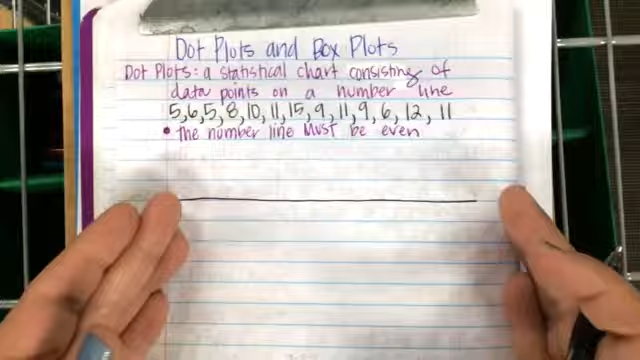 Dot Plots and Box Plots
Dot Plots: a statistical chart consisting of
data points on a number line
5,6,5,8,10,11,15,9,11,9,6,12,11
• the number line MUST be even